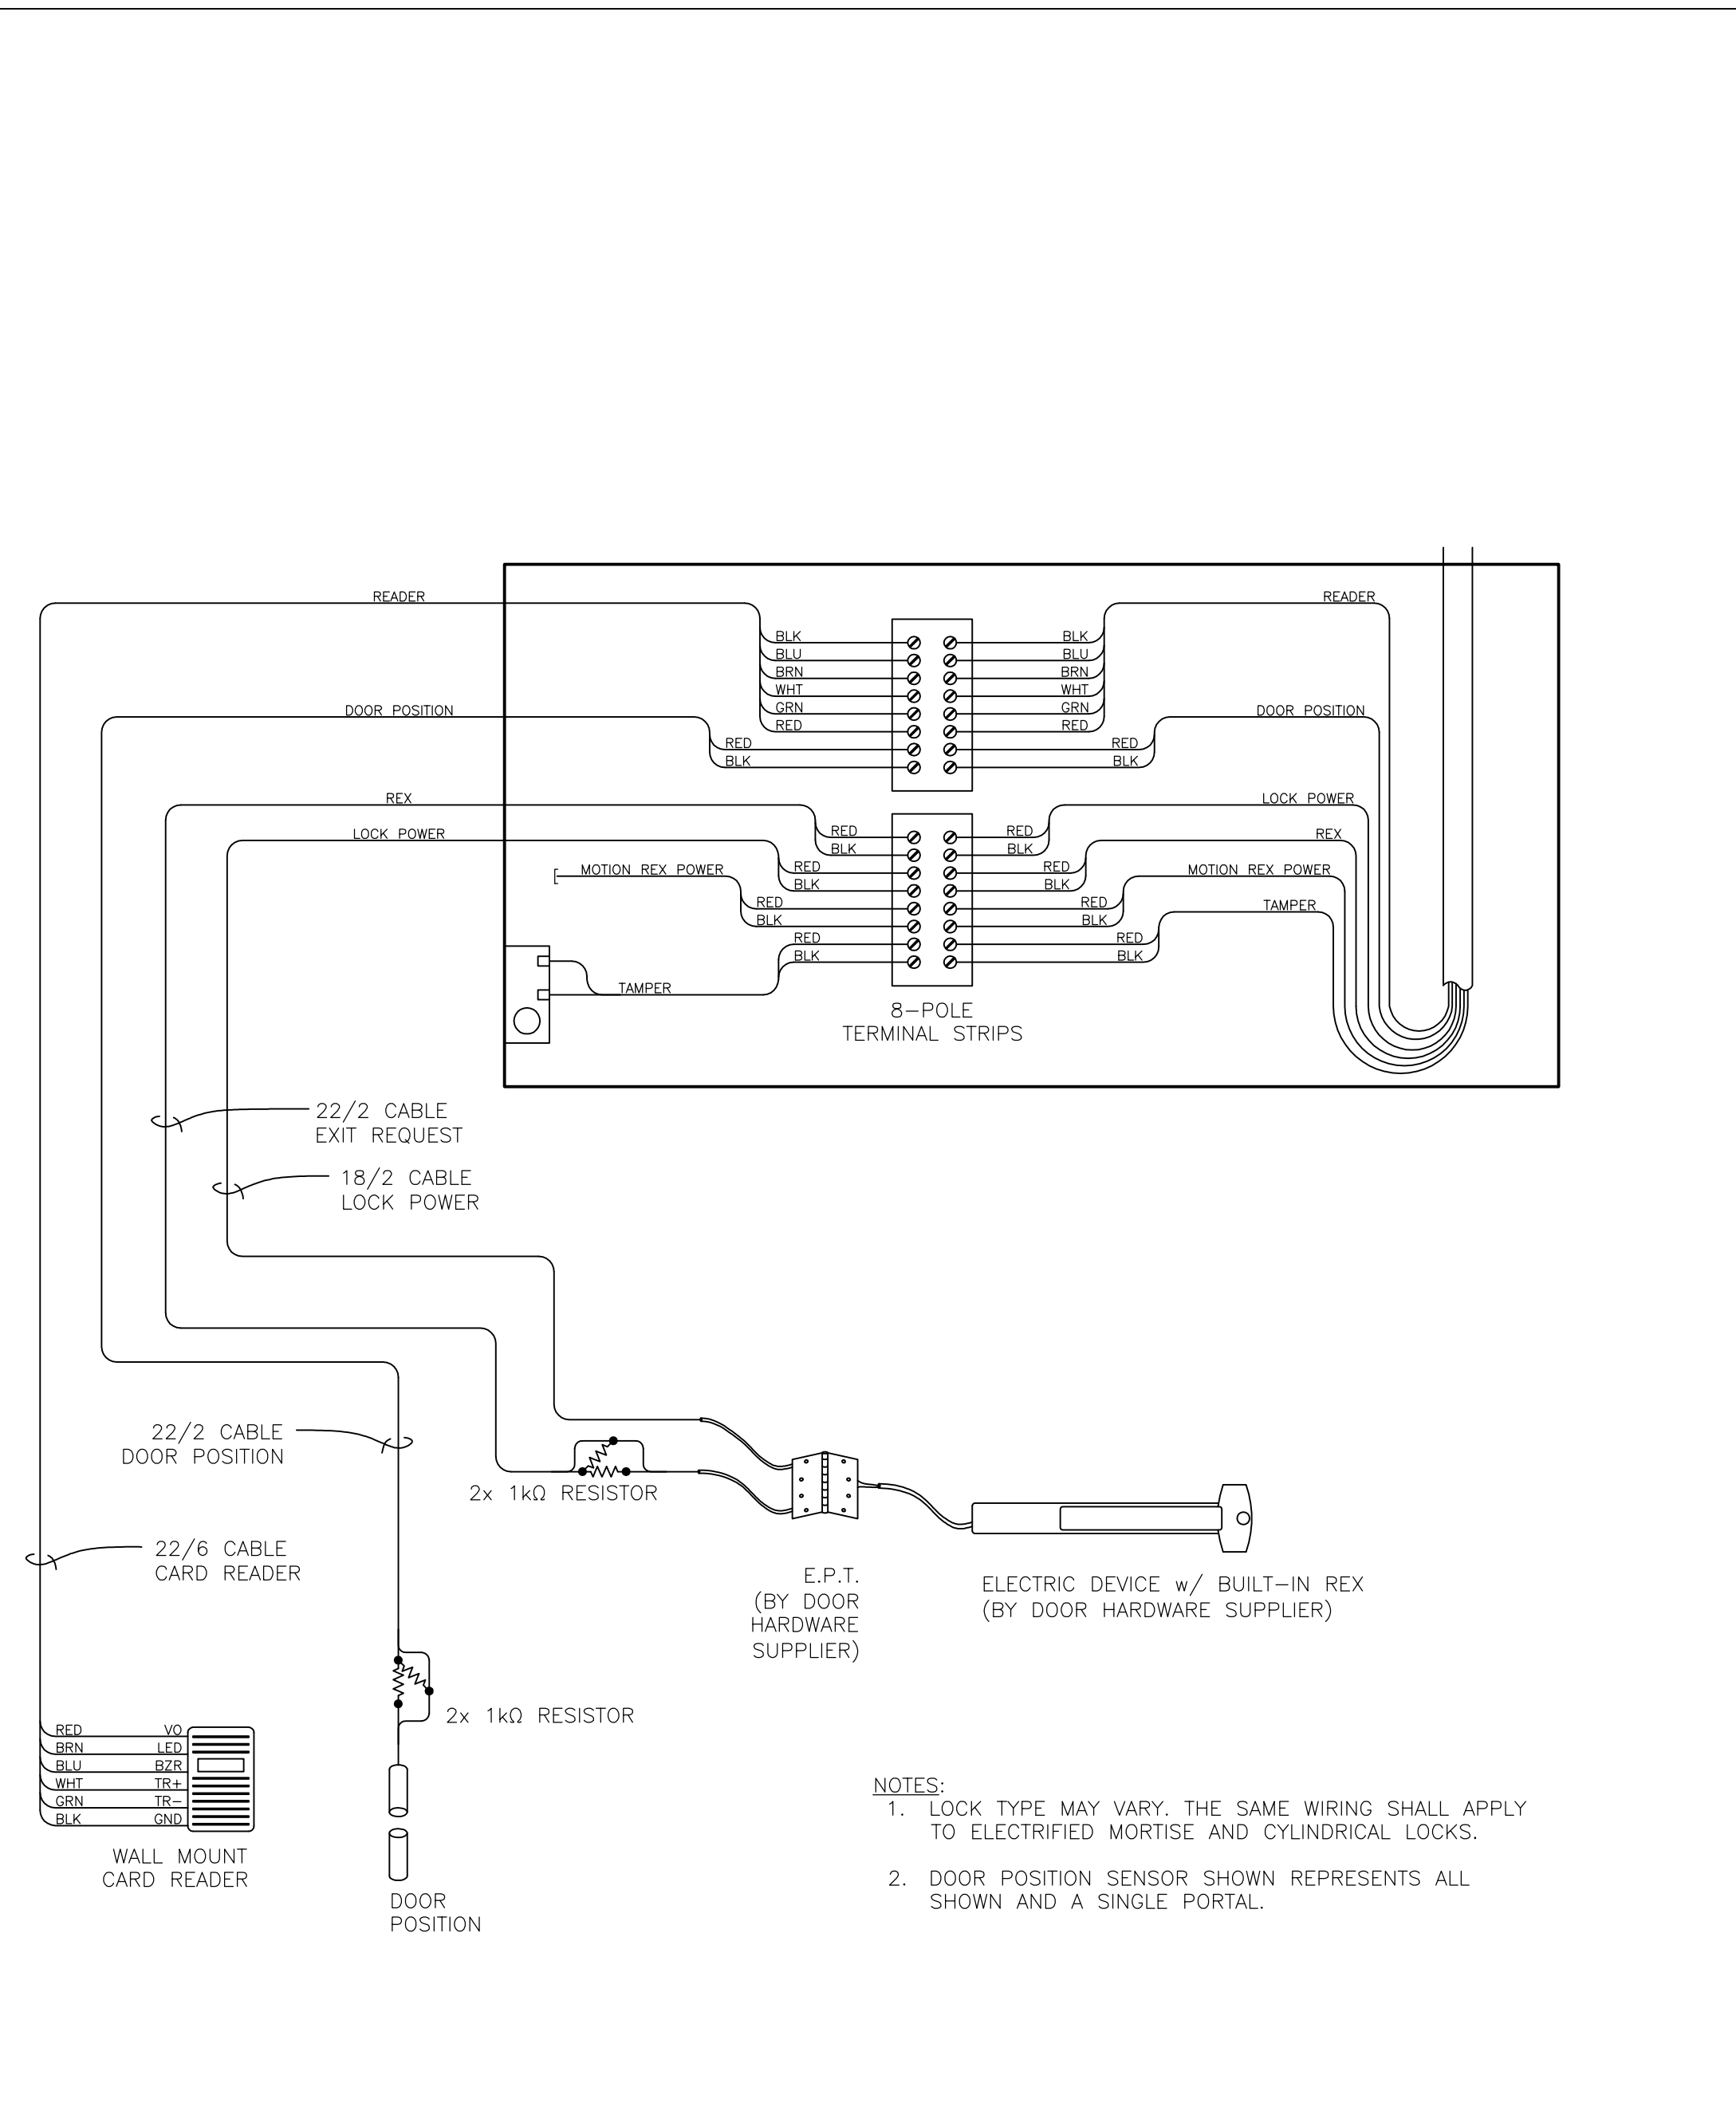 READER
READER
BLK
BLK
BLU
BLU
BRN
BRN
WHT
WHT
GRN
GRN
RED
RED
DOOR POSITION
DOOR POSITION
RED
RED
BLK
BLK
REX
LOCK POWER
RED
RED
BLK
BLK
LOCK POWER
REX
RED
RED
BLK
BLK
MOTION REX POWER
MOTION REX POWER
RED
RED
BLK
BLK
TAMPER
RED
RED
BLK
BLK
TAMPER
8-POLE
TERMINAL STRIPS
22/2 CABLE
EXIT REQUEST
18/2 CABLE
LOCK POWER
22/2 CABLE
DOOR POSITION
2x 1kΩ RESISTOR
22/6 CABLE
CARD READER
E.P.T.
(BY DOOR
HARDWARE
SUPPLIER)
ELECTRIC DEVICE w/ BUILT-IN REX
(BY DOOR HARDWARE SUPPLIER)
2x 1kΩ RESISTOR
RED VO
BRN LED
BLU BZR
WHT TR+
GRN TR-
BLK GND
WALL MOUNT
CARD READER
DOOR
POSITION
NOTES:
1. LOCK TYPE MAY VARY. THE SAME WIRING SHALL APPLY
TO ELECTRIFIED MORTISE AND CYLINDRICAL LOCKS.
2. DOOR POSITION SENSOR SHOWN REPRESENTS ALL
SHOWN AND A SINGLE PORTAL.